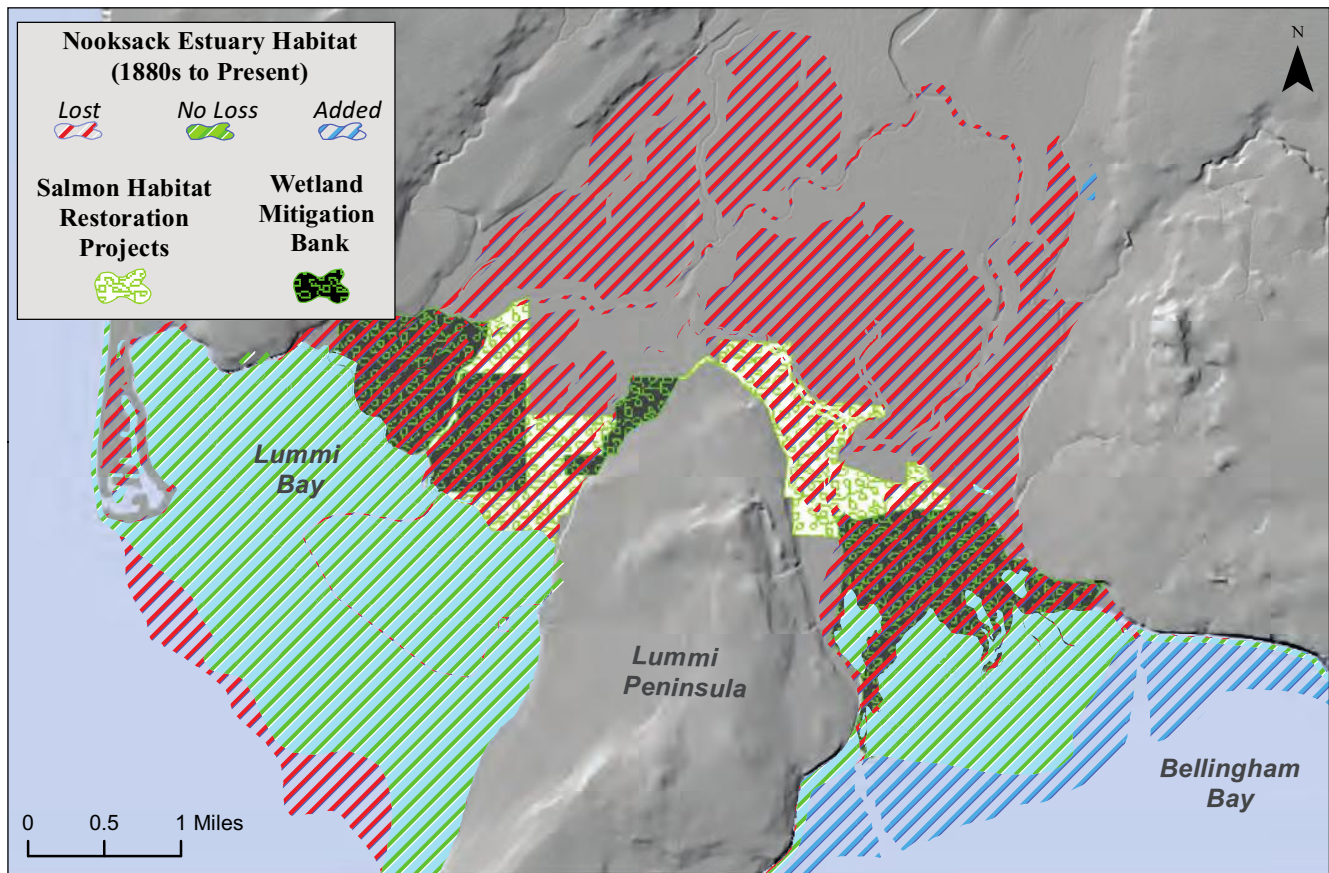 Nooksack Estuary Habitat
(1880s to Present)
Lost
No Loss
Added
Salmon Habitat
Restoration
Projects
Wetland
Mitigation
Bank
N
Lummi
Bay
Lummi
Peninsula
Bellingham
Bay
0 0.5 1 Miles